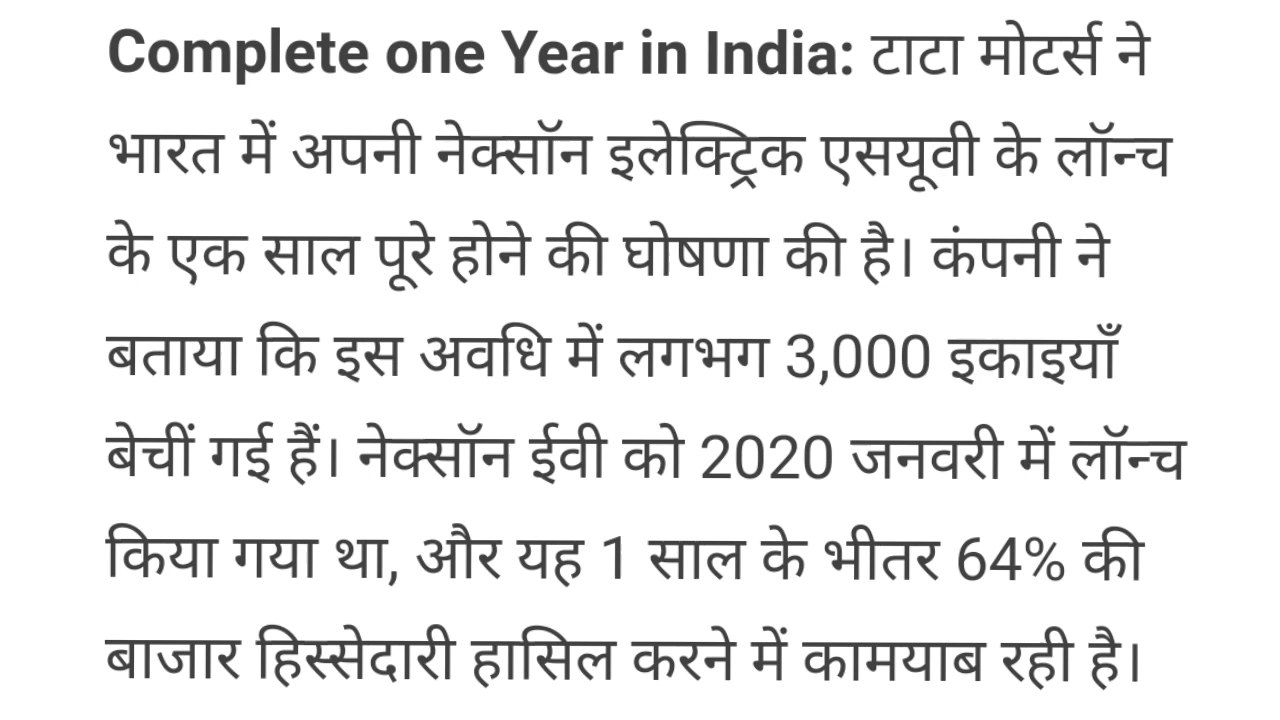 Complete one Year in India: टाटा मोटर्स ने
भारत में अपनी नेक्सॉन इलेक्ट्रिक एसयूवी के लॉन्च
के एक साल पूरे होने की घोषणा की है। कंपनी ने
बताया कि इस अवधि में लगभग 3,000 इकाइयाँ
बेचीं गई हैं। नेक्सॉन ईवी को 2020 जनवरी में लॉन्च
किया गया था, और यह 1 साल के भीतर 64% की
बाजार हिस्सेदारी हासिल करने में कामयाब रही है।